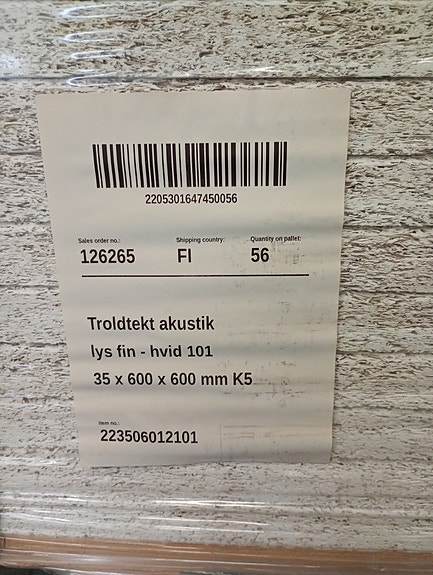 2205301647450056
Sales order no.: Shipping country: Quantity on pallet:
126265 FI 56
Troldtekt akustik
lys fin - hvid 101
35 x 600 x 600 mm K5
Item no.:
223506012101